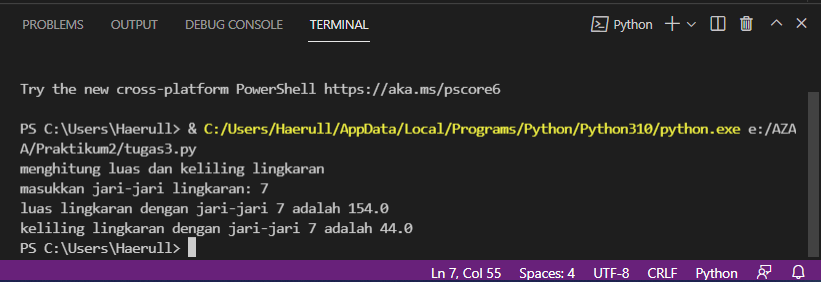 PROBLEMS OUTPUT DEBUG CONSOLE TERMINAL Python
Try the new cross-platform PowerShell https://aka.ms/pscore6
PS C:\Users\Haerull> & C:/Users/Haerull/AppData/Local/Programs/Python/Python310/python.exe e:/AZA
A/Praktikum2/tugas3.py
menghitung luas dan keliling lingkaran
masukkan jari-jari lingkaran: 7
luas lingkaran dengan jari-jari 7 adalah 154.0
keliling lingkaran dengan jari-jari 7 adalah 44.0
PS C:\Users\Haerull>
Ln 7, Col 55 Spaces: 4 UTF-8 CRLF Python